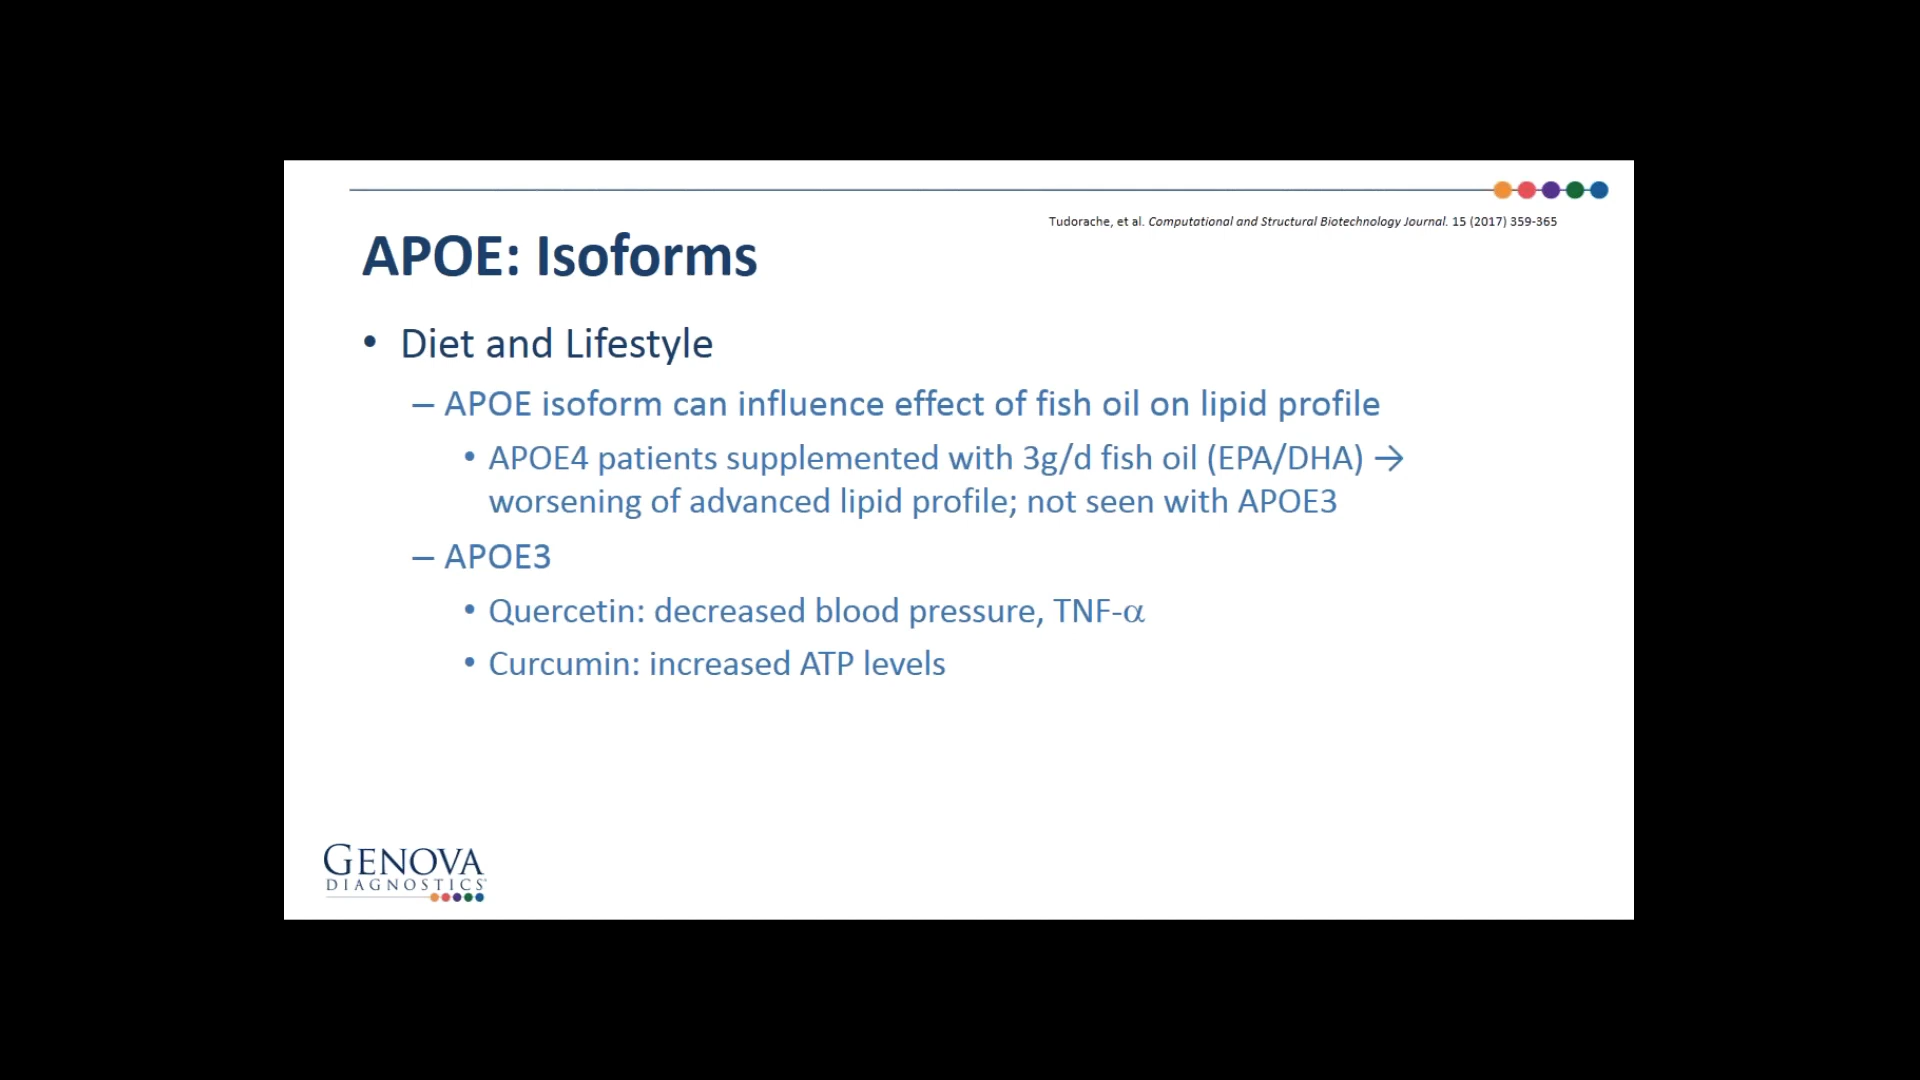 Tudorache, et al. Computational and Structural Biotechnology Journal. 15 (2017) 359-365
APOE: Isoforms
• Diet and Lifestyle
– APOE isoform can influence effect of fish oil on lipid profile
• APOE4 patients supplemented with 3g/d fish oil (EPA/DHA) →
worsening of advanced lipid profile; not seen with APOE3
– APOE3
• Quercetin: decreased blood pressure, TNF-α
• Curcumin: increased ATP levels
GENOVA
DIAGNOSTICS